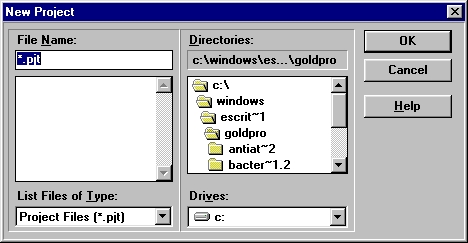 New Project
File Name:
*.pjt
Directories:
c:\windows\es...\goldpro
c:\
windows
escrit~1
goldpro
antiat~2
bacter~1.2
OK
Cancel
Help
List Files of Type:
Project Files (*.pjt)
Drives:
c: